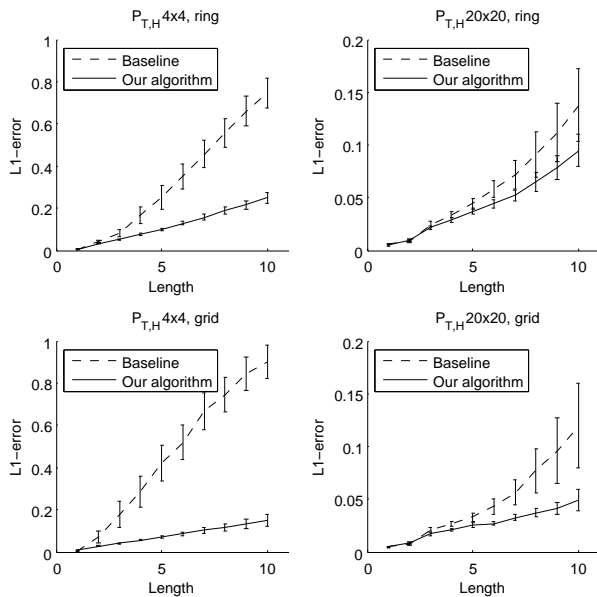 P_T,H 4x4, ring
L1−error
1
0.8
0.6
0.4
0.2
0
Baseline
Our algorithm
0 5 10
Length
P_T,H 20x20, ring
L1−error
0.2
0.15
0.1
0.05
0
Baseline
Our algorithm
0 5 10
Length
P_T,H 4x4, grid
L1−error
1
0.8
0.6
0.4
0.2
0
Baseline
Our algorithm
0 5 10
Length
P_T,H 20x20, grid
L1−error
0.2
0.15
0.1
0.05
0
Baseline
Our algorithm
0 5 10
Length